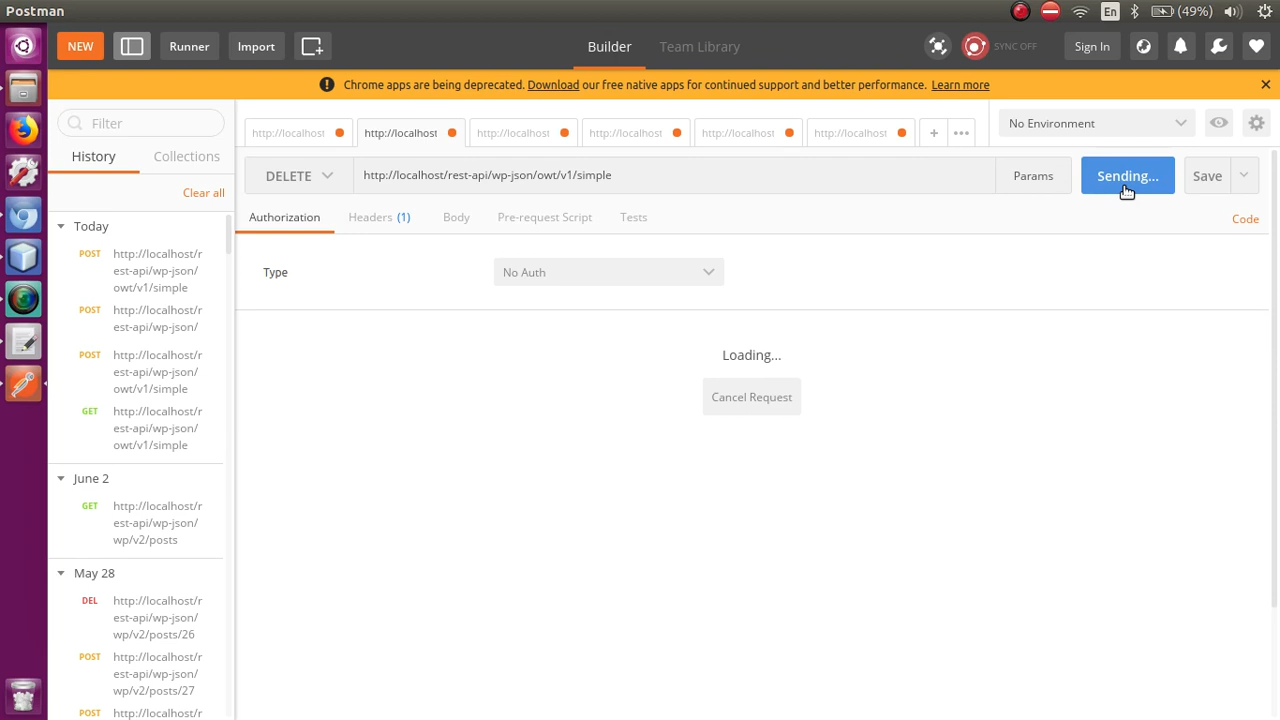 Postman
En
(49%)
NEW
Runner
Import
Builder
Team Library
SYNC OFF
Sign In
Chrome apps are being deprecated. Download our free native apps for continued support and better performance. Learn more
Filter
History
Collections
Clear all
Today
POST http://localhost/r
est-api/wp-json/
owt/v1/simple
POST http://localhost/r
est-api/wp-json/
POST http://localhost/r
est-api/wp-json/
owt/v1/simple
GET http://localhost/r
est-api/wp-json/
owt/v1/simple
June 2
GET http://localhost/r
est-api/wp-json/
wp/v2/posts
May 28
DEL http://localhost/r
est-api/wp-json/
wp/v2/posts/26
POST http://localhost/r
est-api/wp-json/
wp/v2/posts/27
POST http://localhost/r
http://localhost
http://localhost
http://localhost
http://localhost
http://localhost
http://localhost
No Environment
DELETE
http://localhost/rest-api/wp-json/owt/v1/simple
Params
Sending...
Save
Authorization
Headers (1)
Body
Pre-request Script
Tests
Code
Type
No Auth
Loading...
Cancel Request